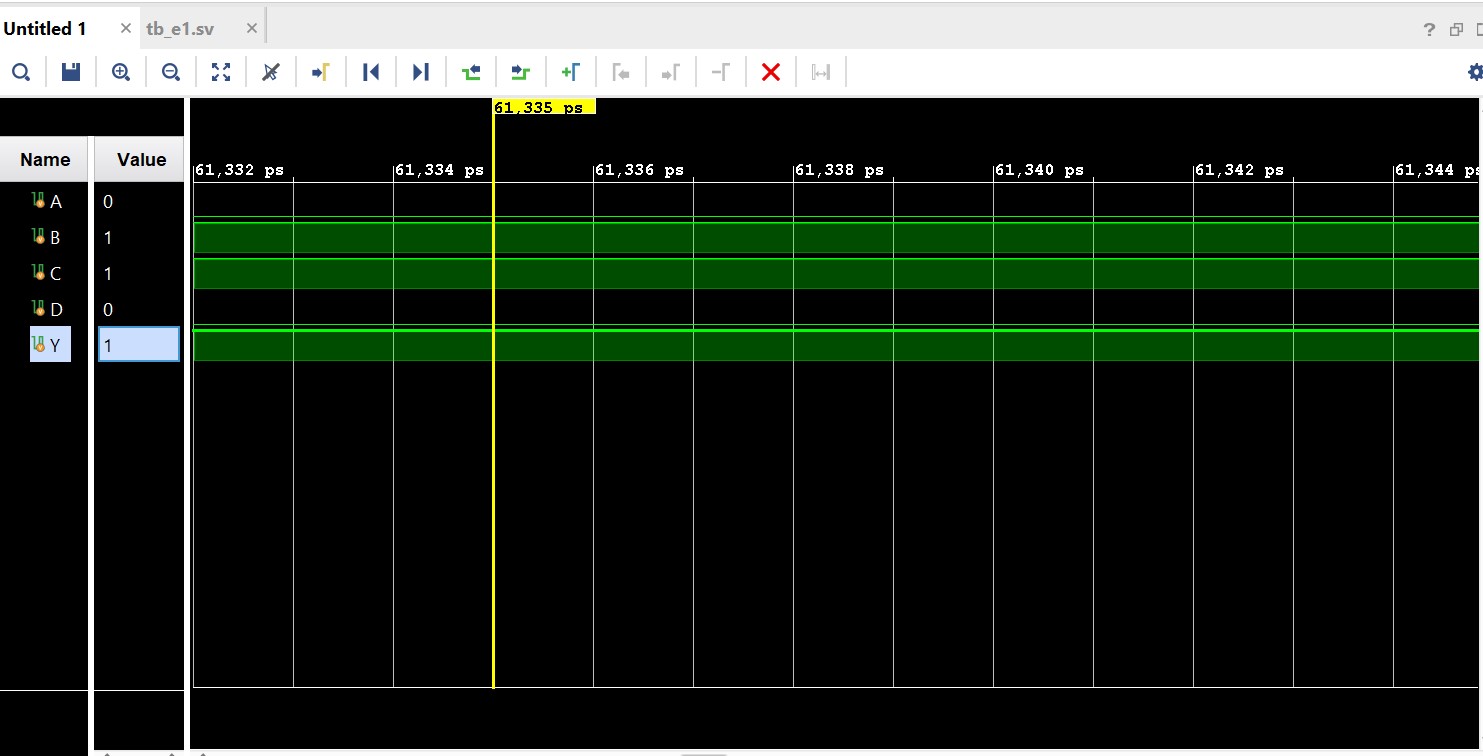 Untitled 1 × tb_e1.sv × ?
61,335 ps
Name Value
61,332 ps 61,334 ps 61,336 ps 61,338 ps 61,340 ps 61,342 ps 61,344 ps
A 0
B 1
C 1
D 0
Y 1